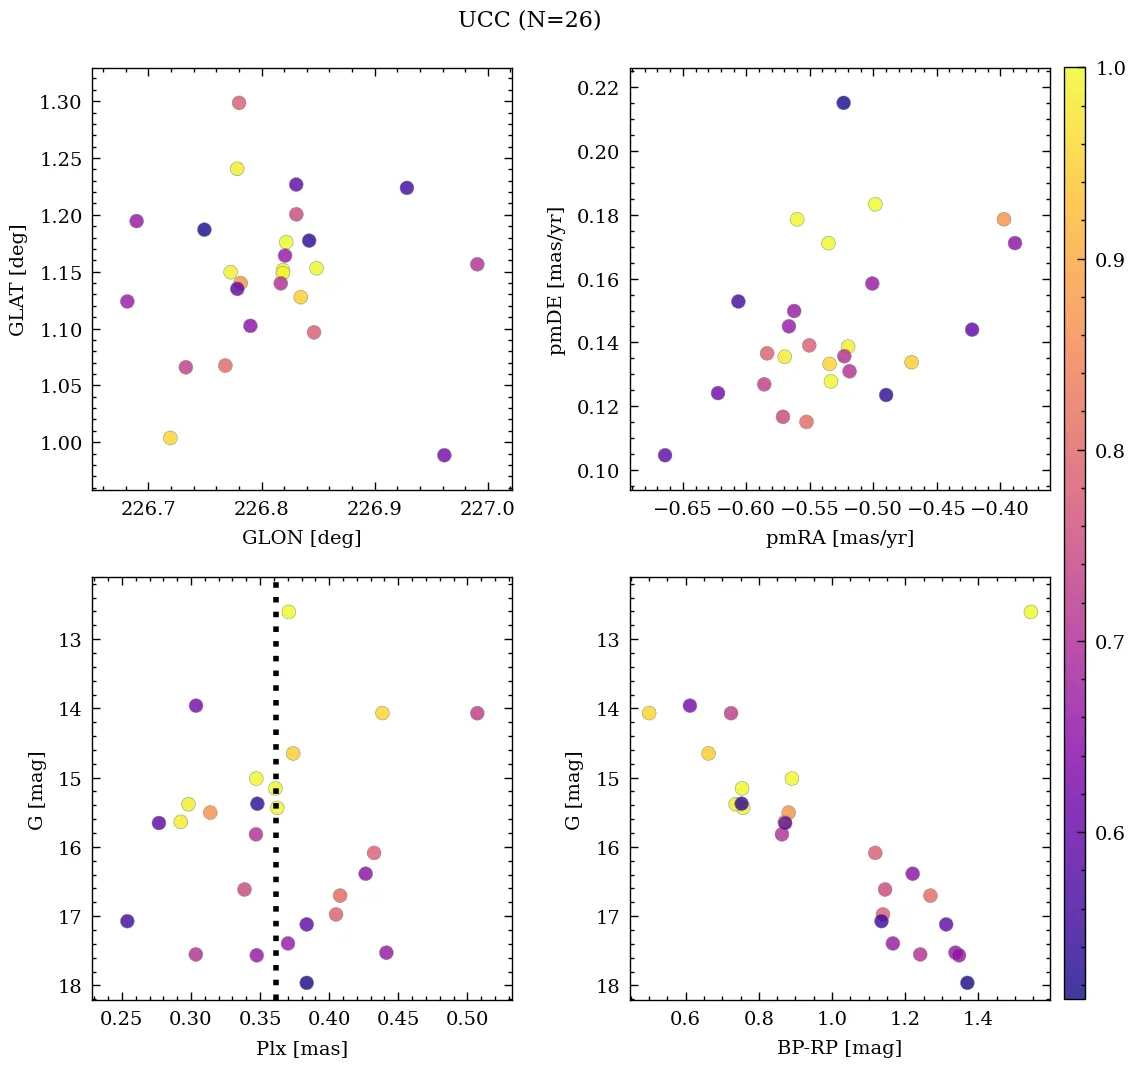 UCC (N=26)
1.30
1.25
1.20
1.15
1.10
1.05
1.00
GLAT [deg]
226.7 226.8 226.9 227.0
GLON [deg]
0.22
0.20
0.18
0.16
0.14
0.12
0.10
pmDE [mas/yr]
−0.65 −0.60 −0.55 −0.50 −0.45 −0.40
pmRA [mas/yr]
1.0
0.9
0.8
0.7
0.6
13
14
15
16
17
18
G [mag]
0.25 0.30 0.35 0.40 0.45 0.50
Plx [mas]
13
14
15
16
17
18
G [mag]
0.6 0.8 1.0 1.2 1.4
BP-RP [mag]